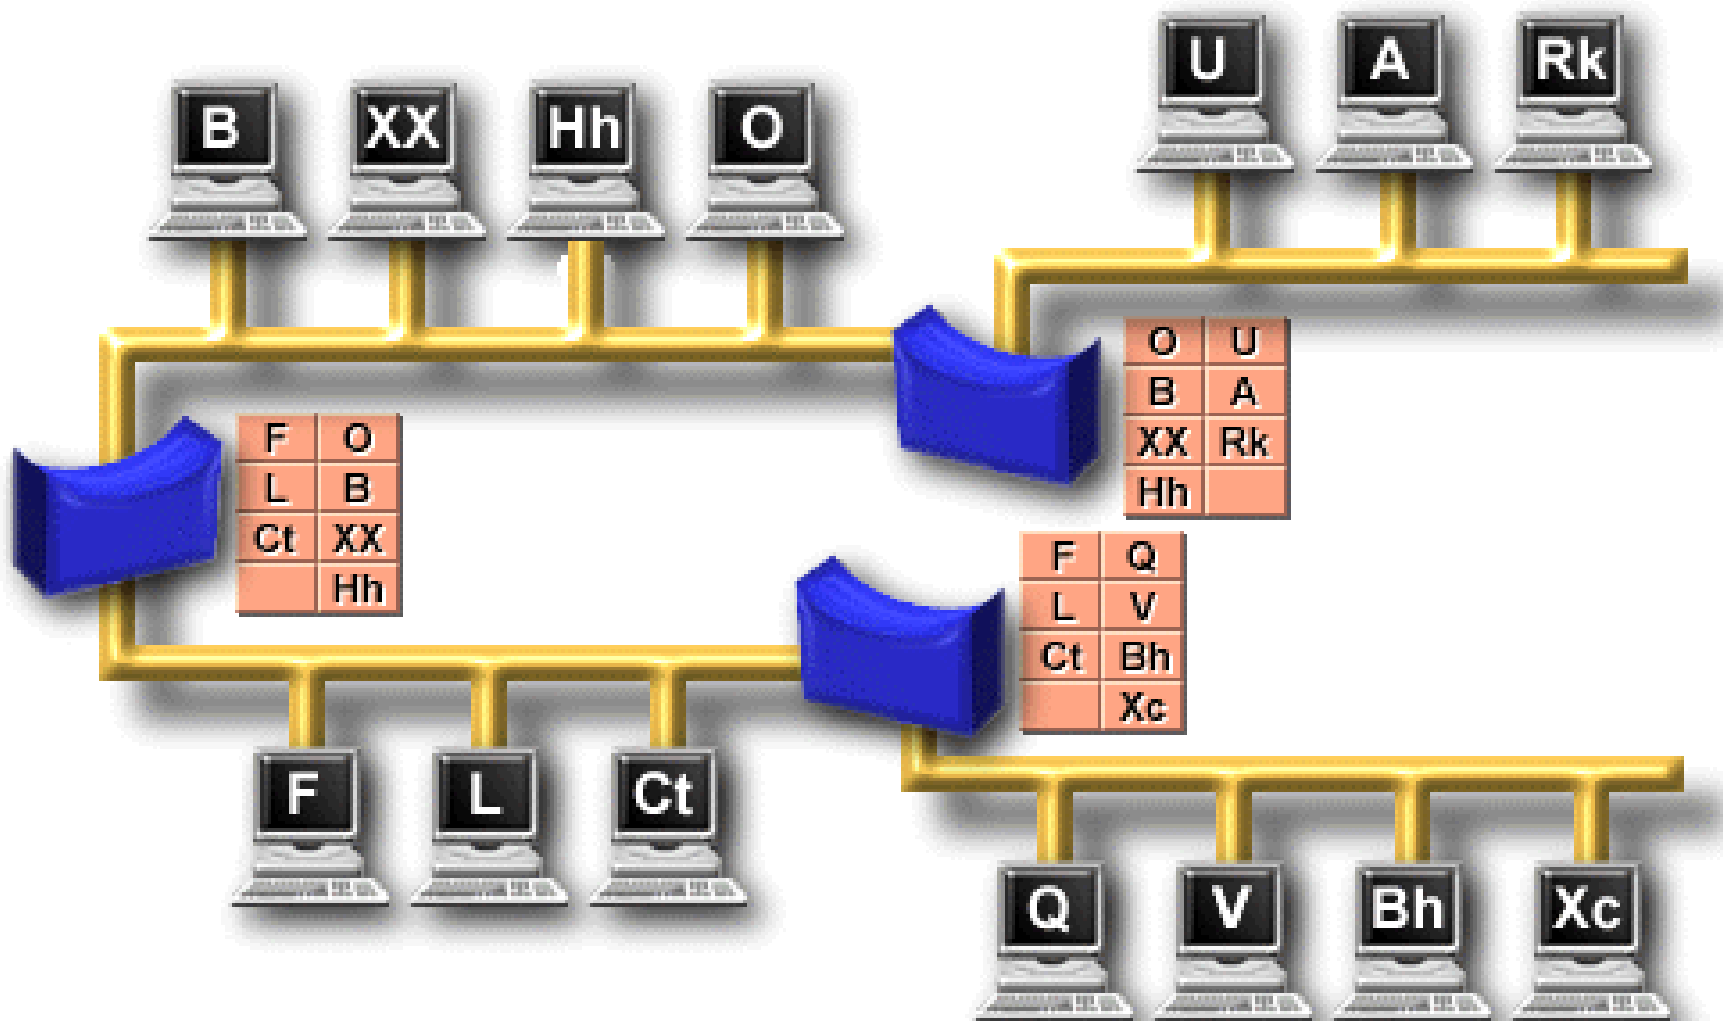 U A Rk
B XX Hh O
O U
B A
XX Rk
Hh
F O
L B
Ct XX
Hh
F Q
L V
Ct Bh
Xc
F L Ct
Q V Bh Xc